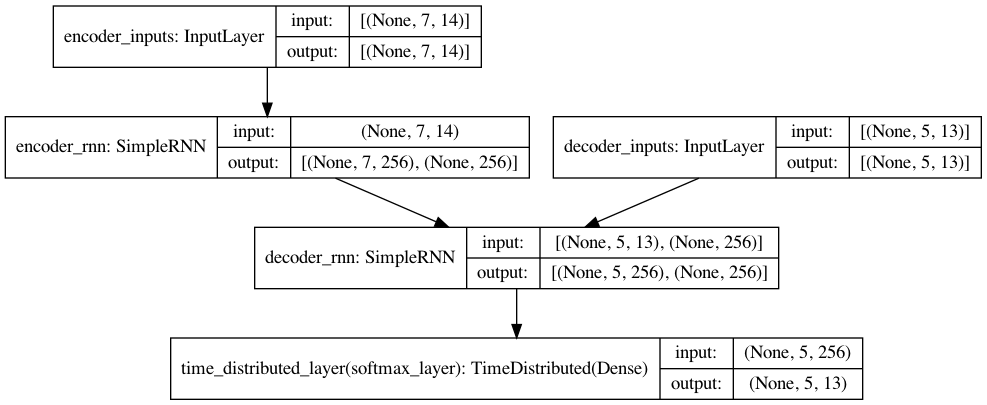 encoder_inputs: InputLayer
input:
[(None, 7, 14)]
output:
[(None, 7, 14)]
encoder_rnn: SimpleRNN
input:
(None, 7, 14)
output:
[(None, 7, 256), (None, 256)]
decoder_inputs: InputLayer
input:
[(None, 5, 13)]
output:
[(None, 5, 13)]
decoder_rnn: SimpleRNN
input:
[(None, 5, 13), (None, 256)]
output:
[(None, 5, 256), (None, 256)]
time_distributed_layer(softmax_layer): TimeDistributed(Dense)
input:
(None, 5, 256)
output:
(None, 5, 13)